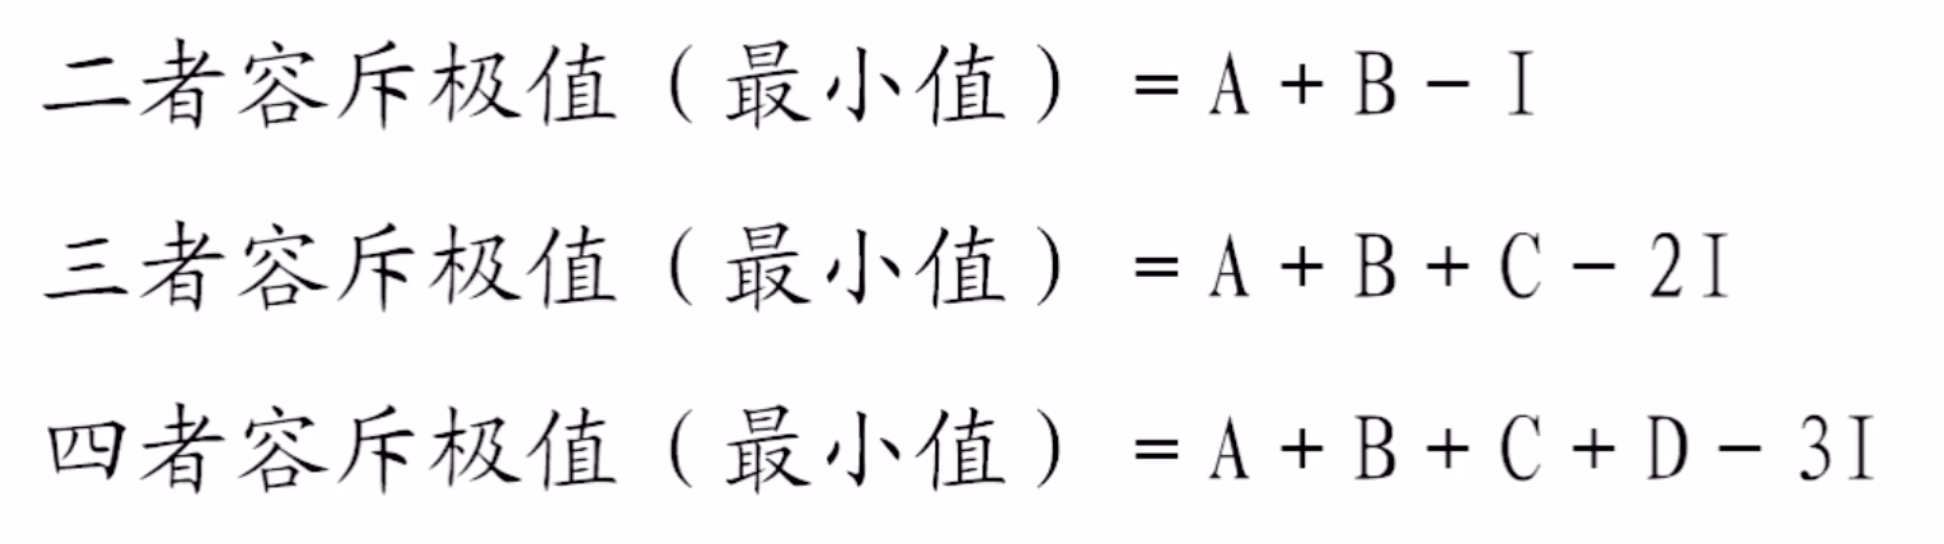 二者容斥极值（最小值）= A + B - I
三者容斥极值（最小值）= A + B + C - 2I
四者容斥极值（最小值）= A + B + C + D - 3I